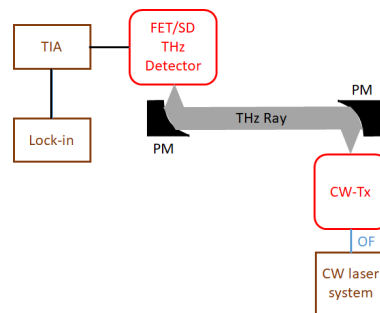 FET/SD
THz
Detector
TIA
PM
THz Ray
Lock-in
PM
CW-Tx
OF
CW laser
system